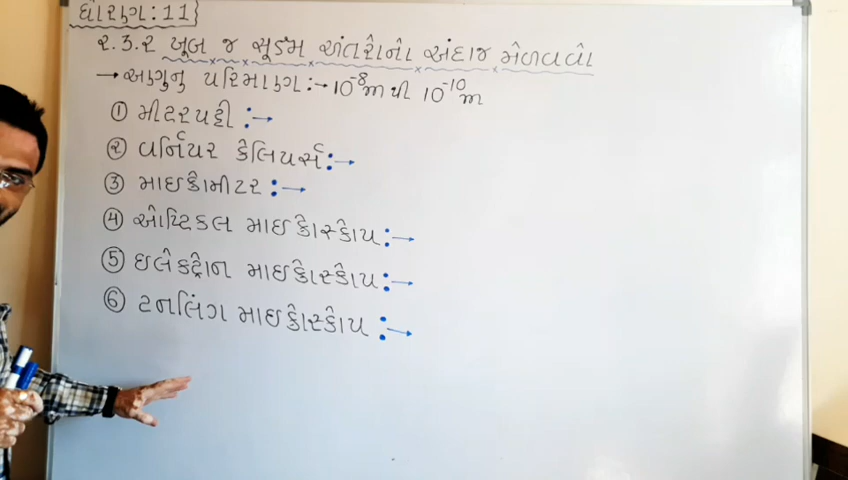 ધોરણ : 11
૨.૩.૨ ખૂબ જ સૂક્ષ્મ અંતરોનો અંદાજ મેળવવો
→ અણુનુ પરિમાણ :→ 10⁻⁸m થી 10⁻¹⁰m
① મીટરપટ્ટી :→
② વર્નિયર કેલિપર્સ :→
③ માઇક્રોમીટર :→
④ ઓપ્ટિકલ માઇક્રોસ્કોપ :→
⑤ ઇલેક્ટ્રોન માઇક્રોસ્કોપ :→
⑥ ટનલિંગ માઇક્રોસ્કોપ :→